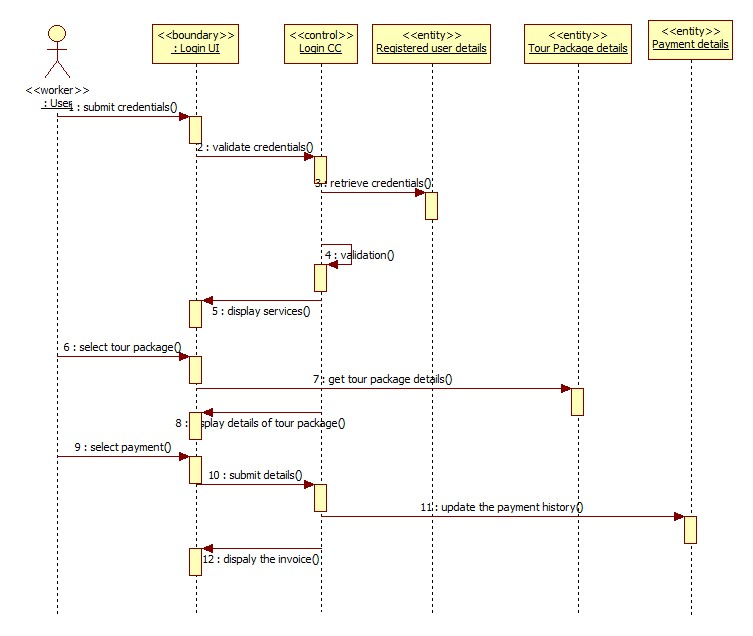 <<worker>>
: User
<<boundary>>
: Login UI
<<control>>
Login CC
<<entity>>
Registered user details
<<entity>>
Tour Package details
<<entity>>
Payment details
1 : submit credentials()
2 : validate credentials()
3 : retrieve credentials()
4 : validation()
5 : display services()
6 : select tour package()
7 : get tour package details()
8 : display details of tour package()
9 : select payment()
10 : submit details()
11 : update the payment history()
12 : dispaly the invoice()